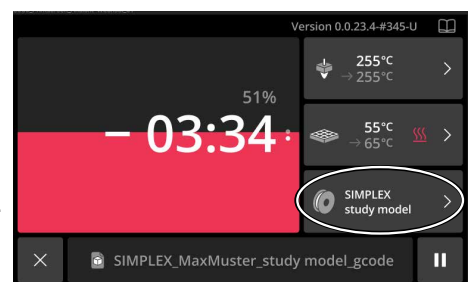 Version 0.0.23.4-#345-U
51%
– 03:34
255°C
→ 255°C
55°C
→ 65°C
SIMPLEX
study model
SIMPLEX_MaxMuster_study model_gcode